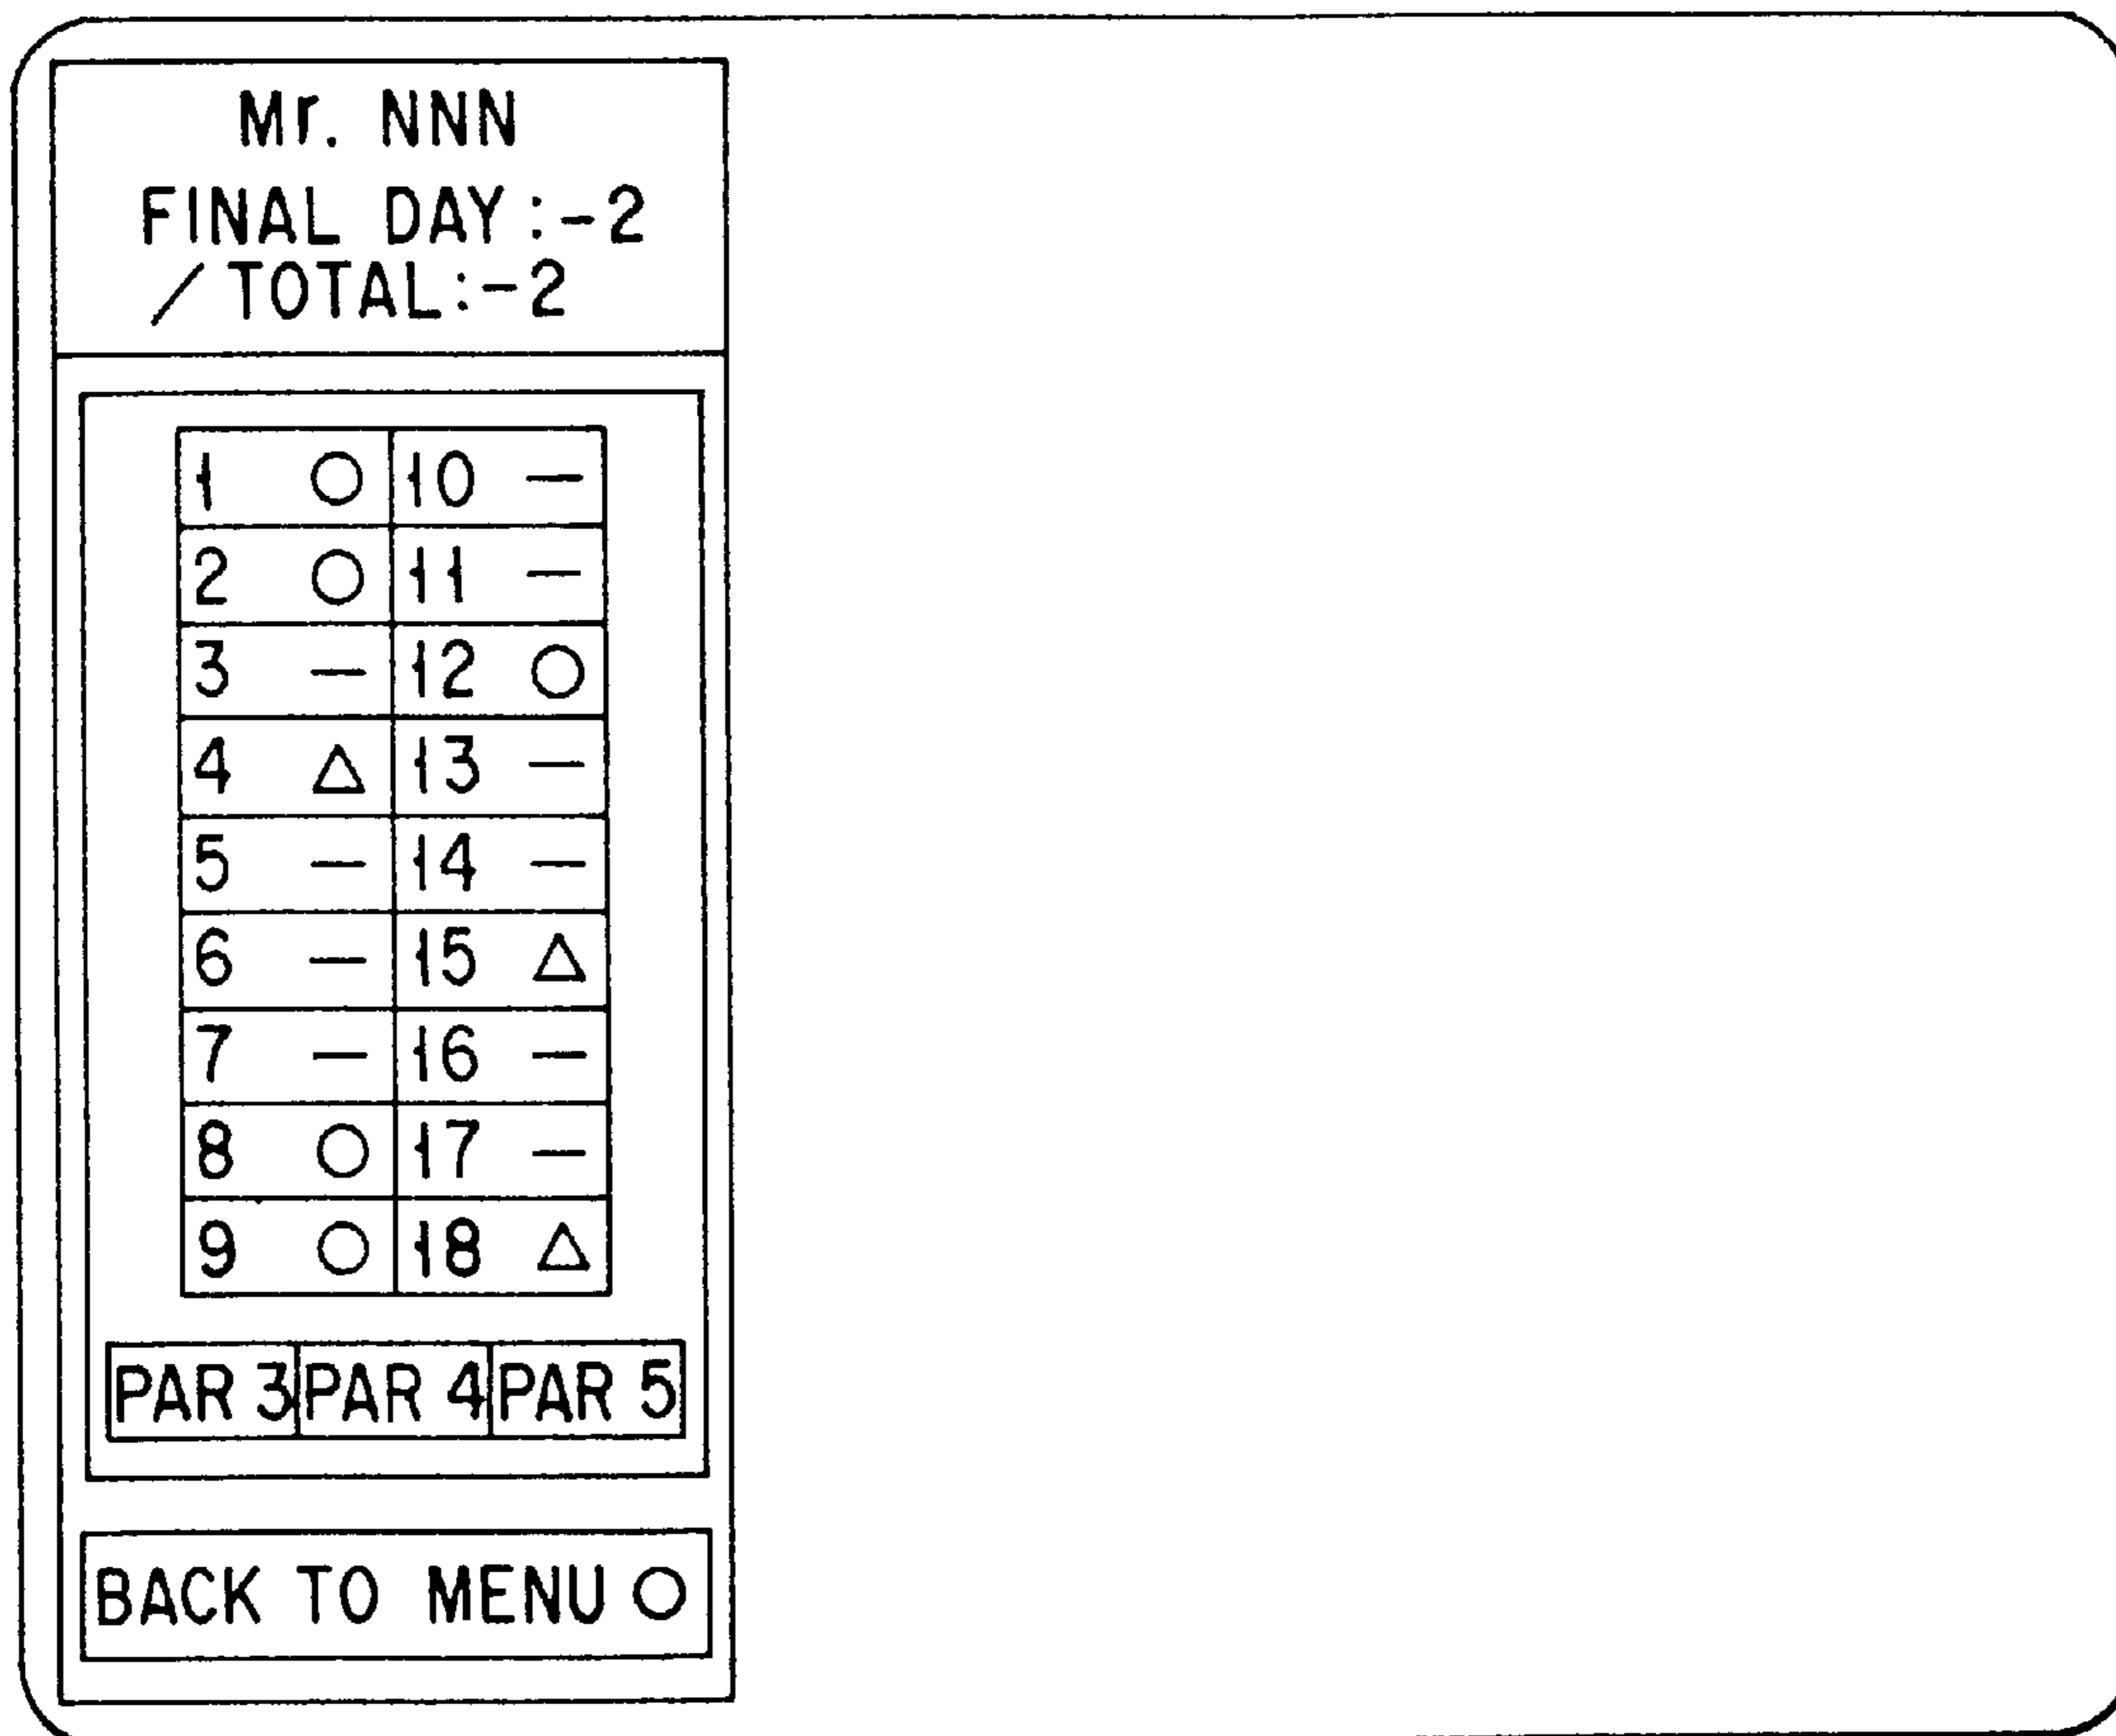 Mr. NNN
FINAL DAY:-2
/TOTAL:-2
1 ○ 10 —
2 ○ 11 —
3 — 12 ○
4 △ 13 —
5 — 14 —
6 — 15 △
7 — 16 —
8 ○ 17 —
9 ○ 18 △
PAR 3 PAR 4 PAR 5
BACK TO MENU ○